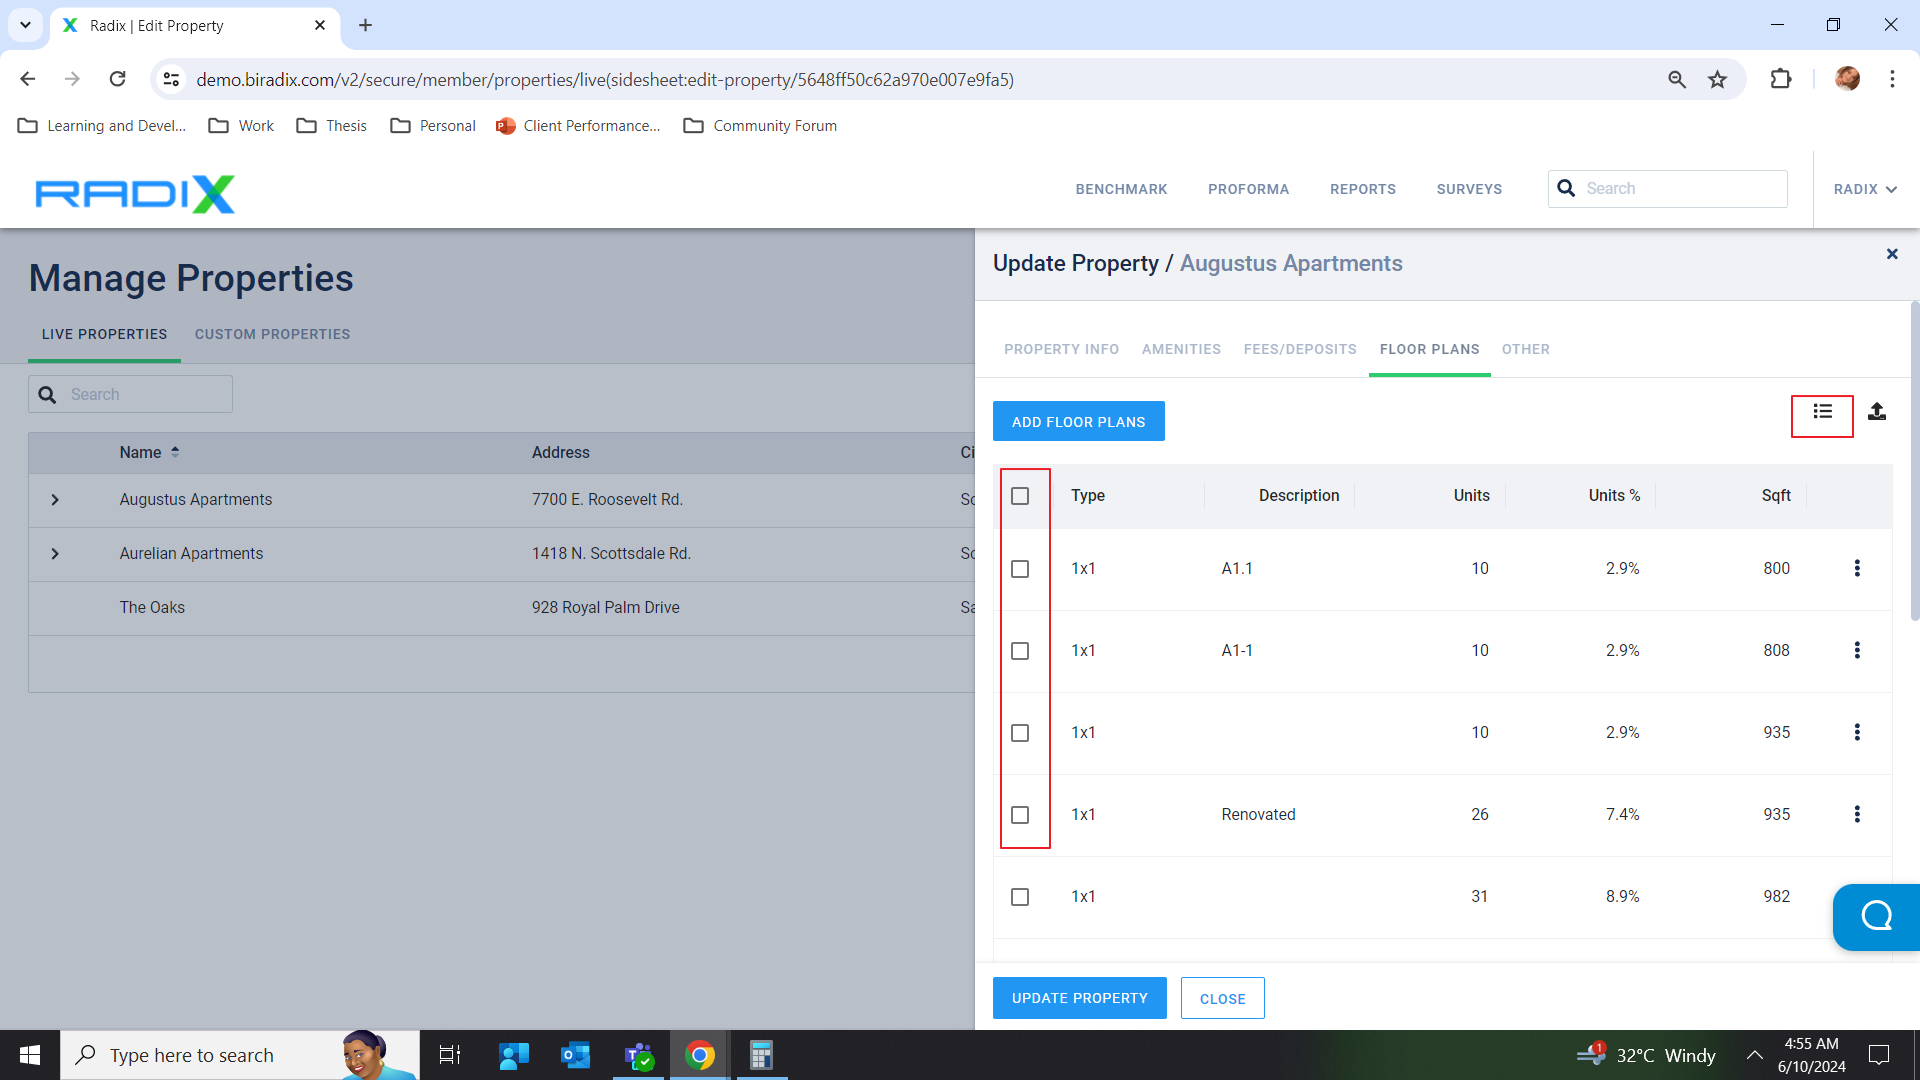 Radix | Edit Property
demo.biradix.com/v2/secure/member/properties/live(sidesheet:edit-property/5648ff50c62a970e007e9fa5)
Learning and Devel... Work Thesis Personal Client Performance... Community Forum
RADIX BENCHMARK PROFORMA REPORTS SURVEYS Search RADIX
Manage Properties
LIVE PROPERTIES CUSTOM PROPERTIES
Search
Name Address Ci
Augustus Apartments 7700 E. Roosevelt Rd. Sc
Aurelian Apartments 1418 N. Scottsdale Rd. Sc
The Oaks 928 Royal Palm Drive Sa
Update Property / Augustus Apartments
PROPERTY INFO AMENITIES FEES/DEPOSITS FLOOR PLANS OTHER
ADD FLOOR PLANS
Type Description Units Units % Sqft
1x1 A1.1 10 2.9% 800
1x1 A1-1 10 2.9% 808
1x1 10 2.9% 935
1x1 Renovated 26 7.4% 935
1x1 31 8.9% 982
UPDATE PROPERTY CLOSE
Type here to search
1 32°C Windy
4:55 AM
6/10/2024